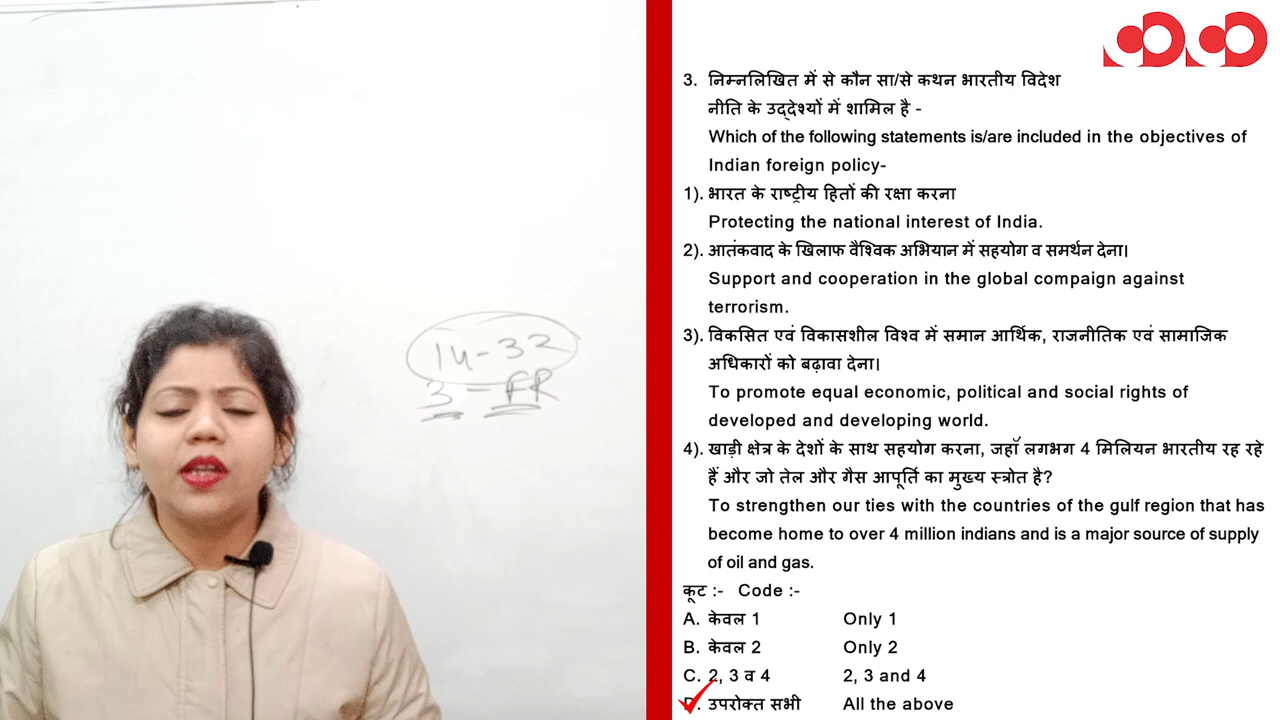 14-32
3 - FR
3. निम्नलिखित में से कौन सा/से कथन भारतीय विदेश
नीति के उद्देश्यों में शामिल है -
Which of the following statements is/are included in the objectives of
Indian foreign policy-
1). भारत के राष्ट्रीय हितों की रक्षा करना
Protecting the national interest of India.
2). आतंकवाद के खिलाफ वैश्विक अभियान में सहयोग व समर्थन देना।
Support and cooperation in the global compaign against
terrorism.
3). विकसित एवं विकासशील विश्व में समान आर्थिक, राजनीतिक एवं सामाजिक
अधिकारों को बढ़ावा देना।
To promote equal economic, political and social rights of
developed and developing world.
4). खाड़ी क्षेत्र के देशों के साथ सहयोग करना, जहाँ लगभग 4 मिलियन भारतीय रह रहे
हैं और जो तेल और गैस आपूर्ति का मुख्य स्त्रोत है?
To strengthen our ties with the countries of the gulf region that has
become home to over 4 million indians and is a major source of supply
of oil and gas.
कूट :- Code :-
A. केवल 1 Only 1
B. केवल 2 Only 2
C. 2, 3 व 4 2, 3 and 4
D. उपरोक्त सभी All the above